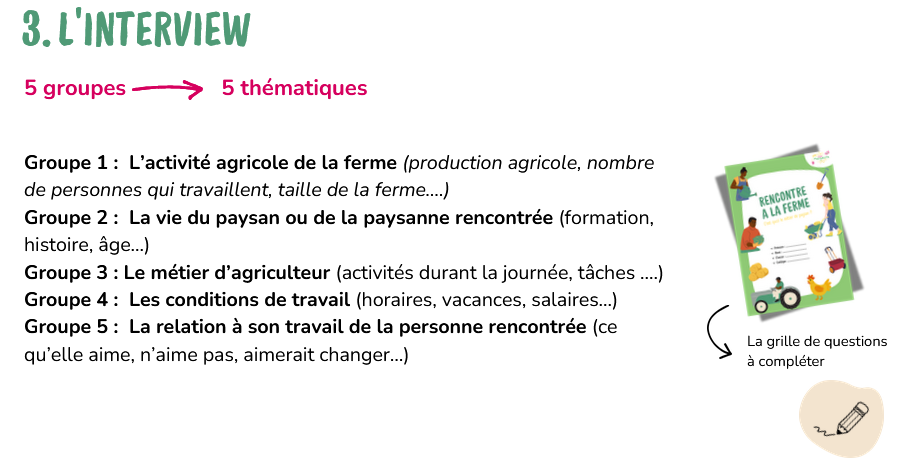 3. L'INTERVIEW
5 groupes
5 thématiques
Groupe 1 : L’activité agricole de la ferme (production agricole, nombre
de personnes qui travaillent, taille de la ferme....)
Groupe 2 : La vie du paysan ou de la paysanne rencontrée (formation,
histoire, âge...)
Groupe 3 : Le métier d’agriculteur (activités durant la journée, tâches ....)
Groupe 4 : Les conditions de travail (horaires, vacances, salaires...)
Groupe 5 : La relation à son travail de la personne rencontrée (ce
qu’elle aime, n’aime pas, aimerait changer...)
RENCONTRE
A LA FERME
La grille de questions
à compléter